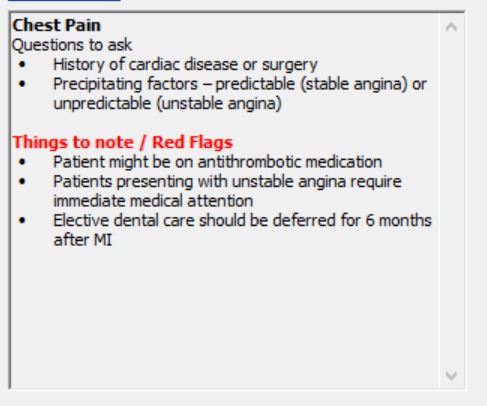 Chest Pain
Questions to ask
• History of cardiac disease or surgery
• Precipitating factors – predictable (stable angina) or
unpredictable (unstable angina)
Things to note / Red Flags
• Patient might be on antithrombotic medication
• Patients presenting with unstable angina require
immediate medical attention
• Elective dental care should be deferred for 6 months
after MI